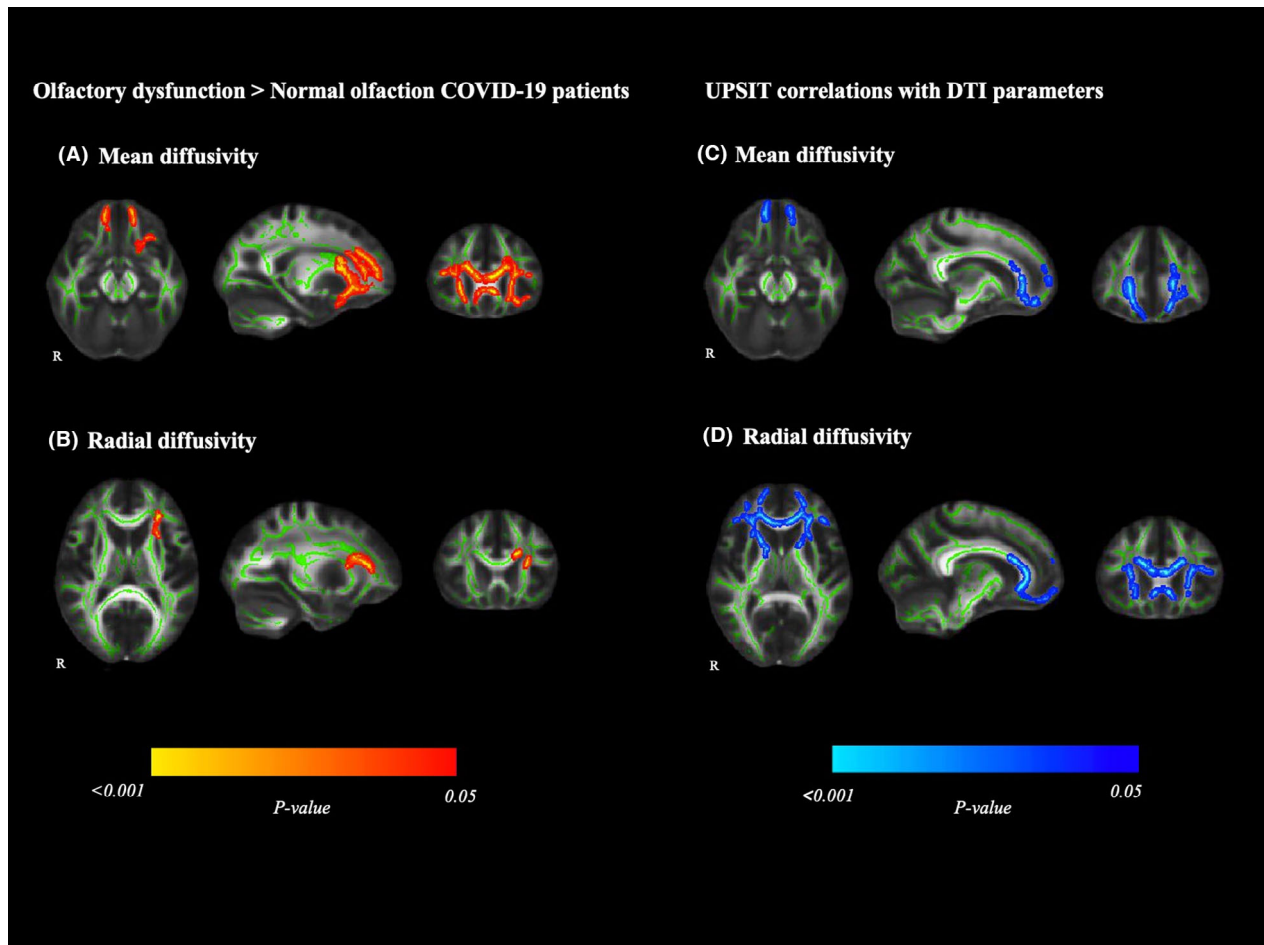 Olfactory dysfunction > Normal olfaction COVID-19 patients
(A) Mean diffusivity
R
(B) Radial diffusivity
R
<0.001
0.05
P-value
UPSIT correlations with DTI parameters
(C) Mean diffusivity
R
(D) Radial diffusivity
R
<0.001
0.05
P-value